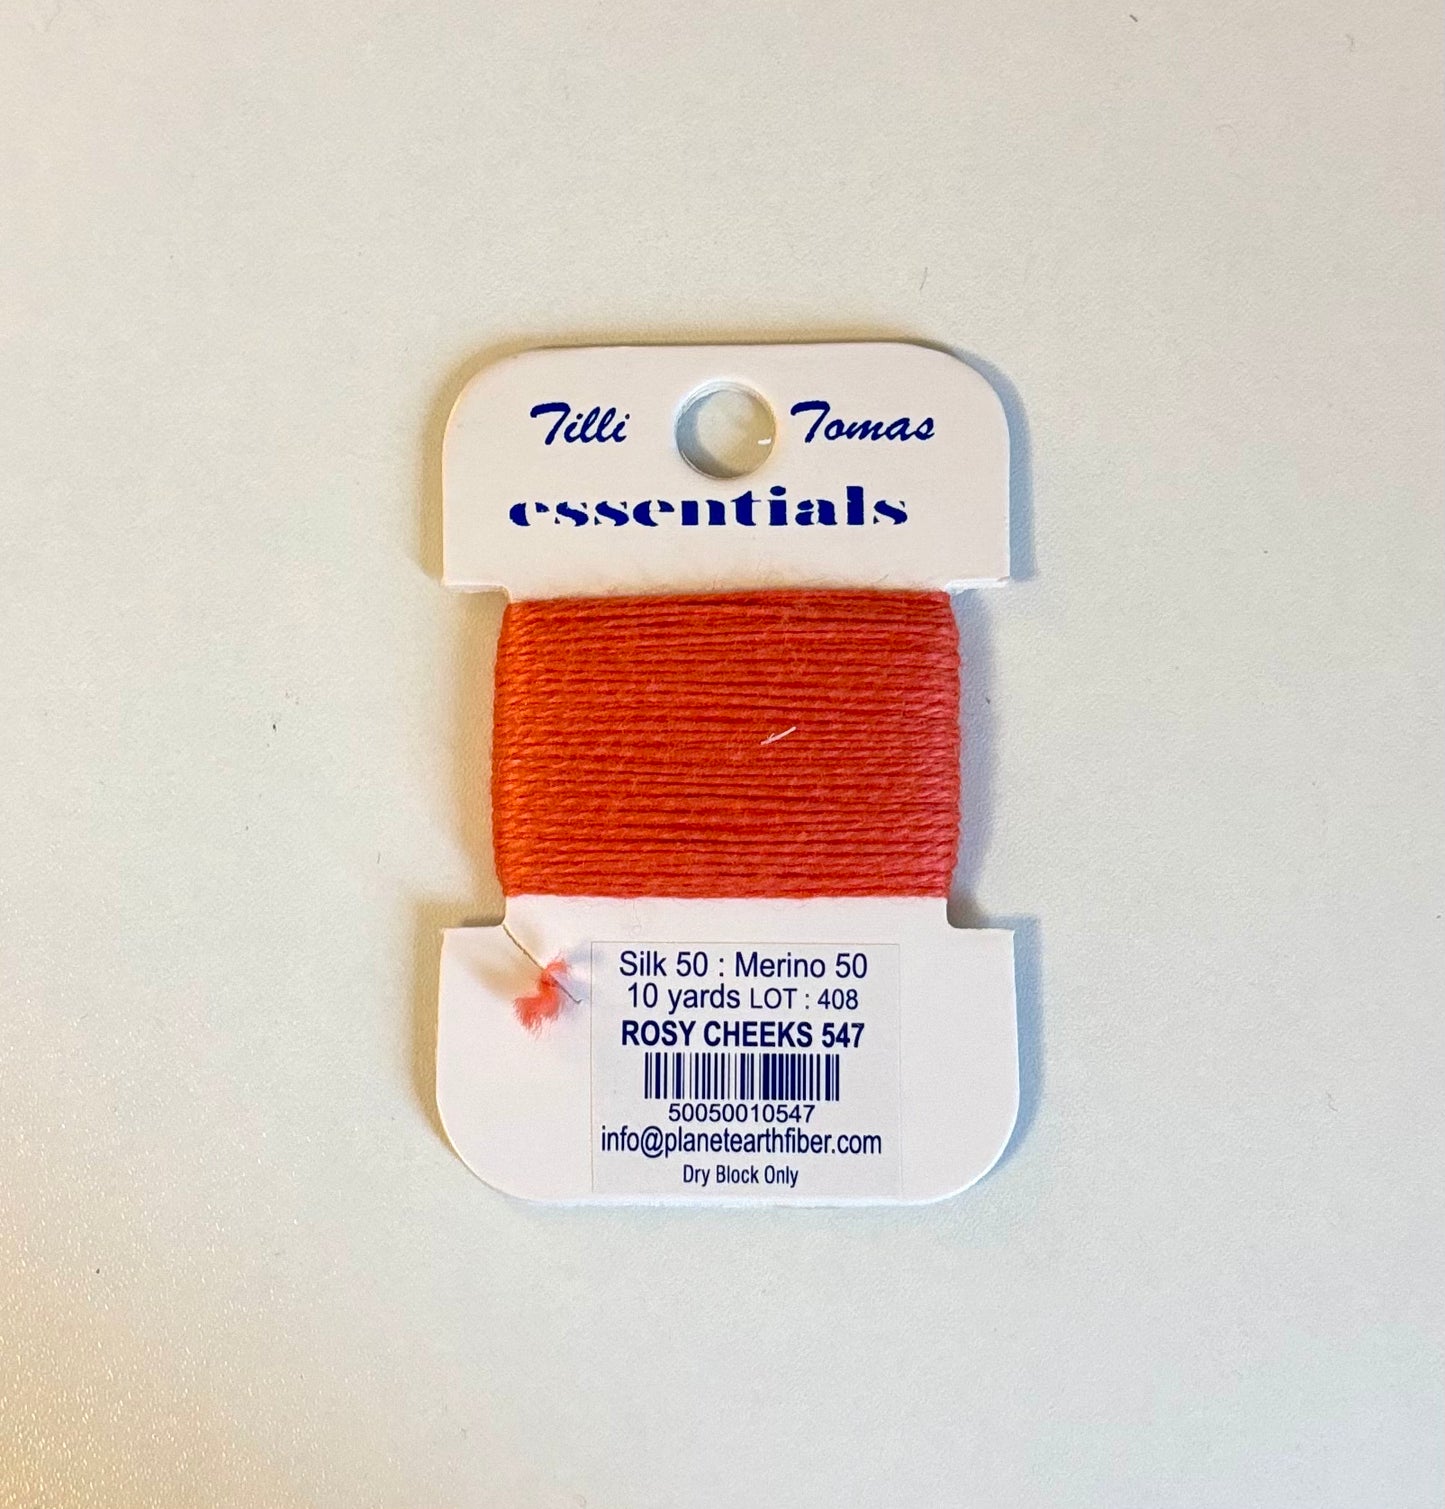 Tilli Tomas
essentials
Silk 50 : Merino 50
10 yards LOT : 408
ROSY CHEEKS 547
50050010547
info@planetearthfiber.com
Dry Block Only